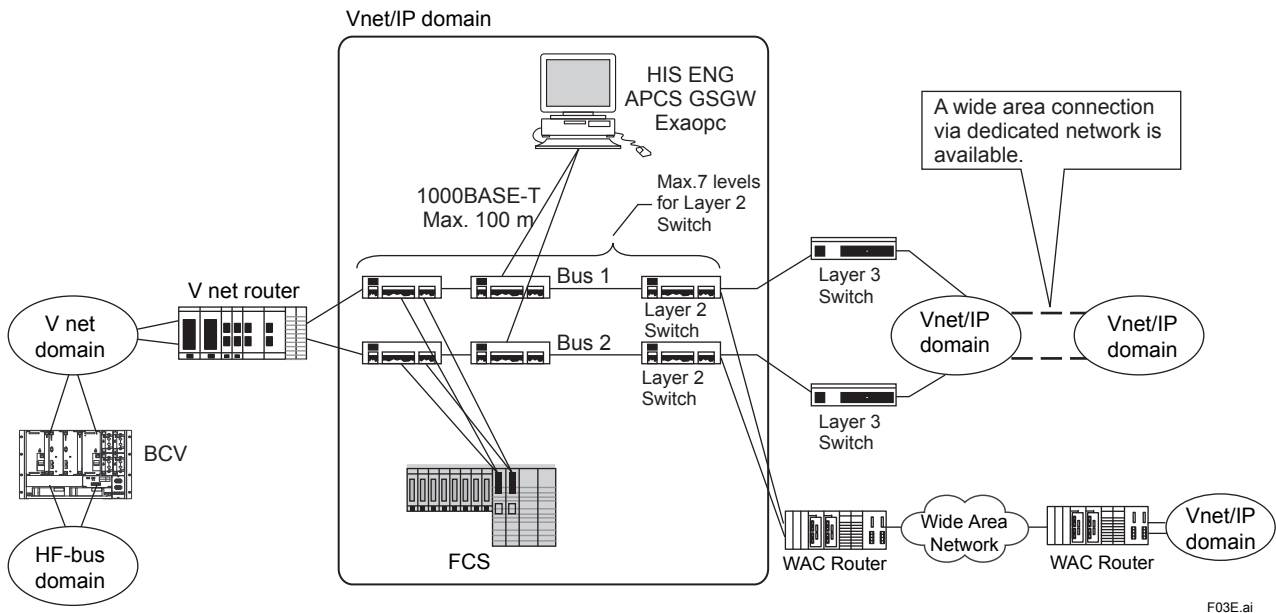 Vnet/IP domain
HIS ENG
APCS GSGW
Exaopc
A wide area connection
via dedicated network is
available.
1000BASE-T
Max. 100 m
Max.7 levels
for Layer 2
Switch
V net router
Bus 1
Layer 3
Switch
V net
domain
Layer 2
Switch
Vnet/IP
domain
Vnet/IP
domain
Bus 2
Layer 2
Switch
Layer 3
Switch
BCV
HF-bus
domain
FCS
WAC Router
Wide Area
Network
WAC Router
Vnet/IP
domain
F03E.ai